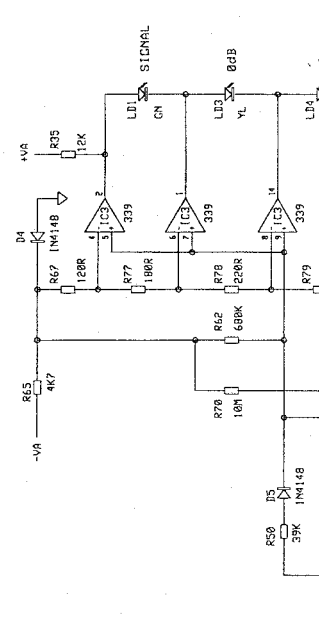 SIGNAL
LD1
GN
+VA
R35
12K
2
IC3
4
5
339
D4
1N4148
R67
120R
0dB
LD3
YL
1
IC3
6
7
339
R77
180R
R65
4K7
-VA
LD4
14
IC3
8
9
339
R78
220R
R62
680K
R79
R70
10M
D5
1N4148
R50
39K